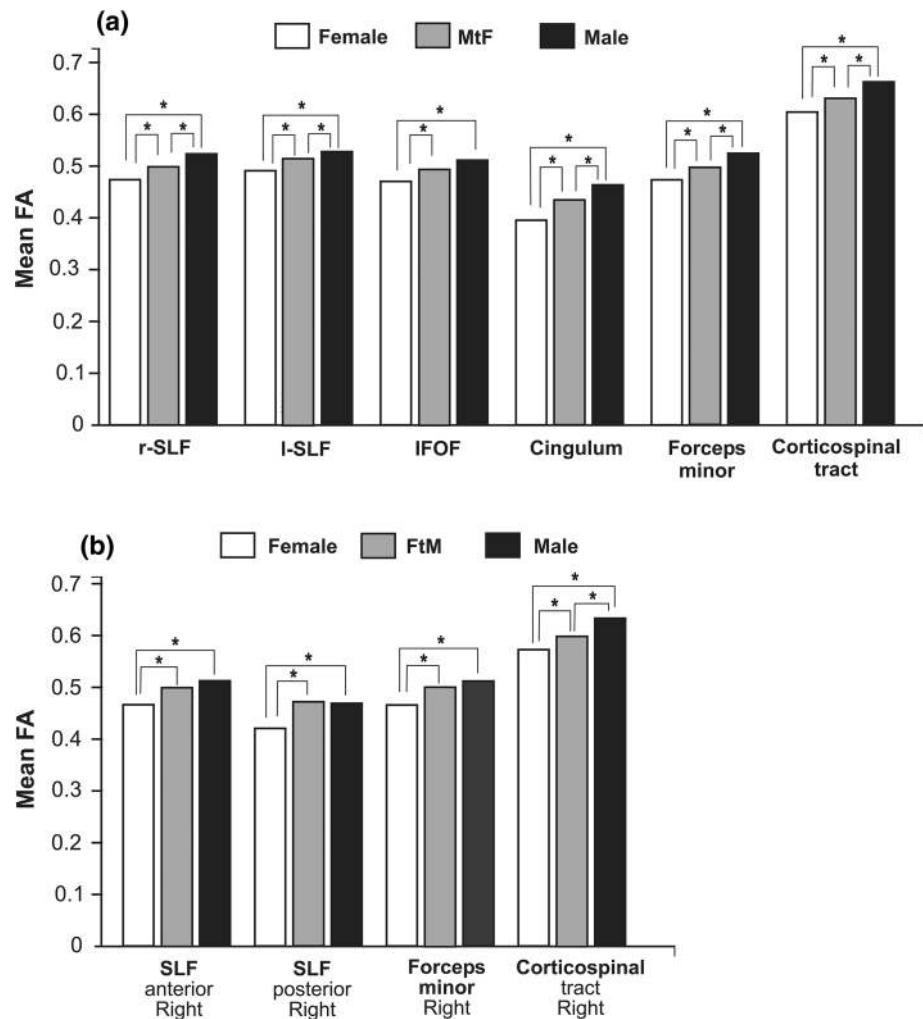 (a)
Female MtF Male
* * * * * * * * * * * * * * * * *
0.7
0.6
0.5
0.4
0.3
0.2
0.1
0
Mean FA
r-SLF l-SLF IFOF Cingulum Forceps minor Corticospinal tract
(b)
Female FtM Male
* * * * * * * * *
0.7
0.6
0.5
0.4
0.3
0.2
0.1
0
Mean FA
SLF anterior Right
SLF posterior Right
Forceps minor Right
Corticospinal tract Right